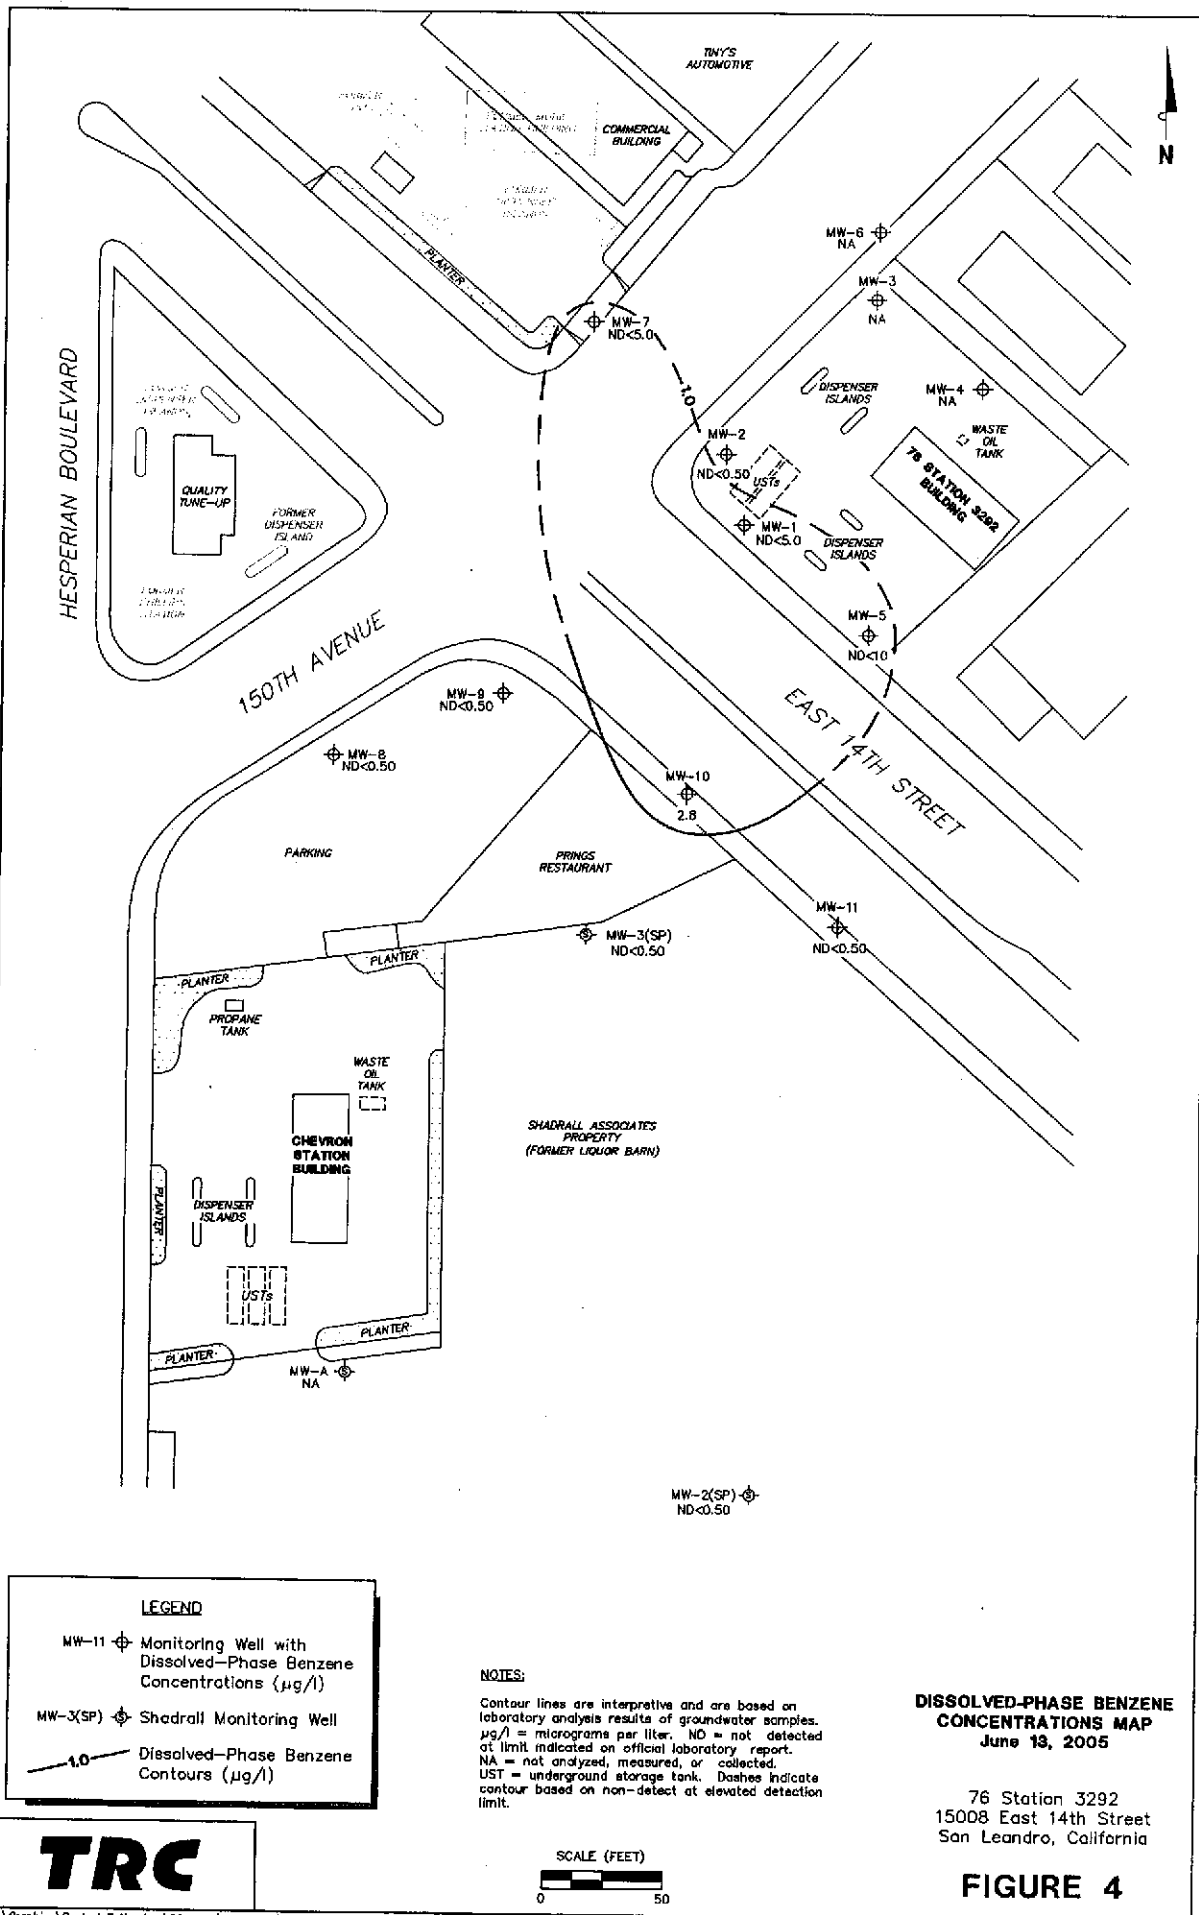 TINY'S
AUTOMOTIVE
COMMERCIAL
BUILDING
N
PLANTER
MW-6
NA
MW-3
NA
MW-7
ND<5.0
1.0
DISPENSER
ISLANDS
MW-4
NA
WASTE
OIL
TANK
MW-2
ND<0.50
USTs
76 STATION 3292
BUILDING
MW-1
ND<5.0
DISPENSER
ISLANDS
MW-5
ND<10
HESPERIAN BOULEVARD
QUALITY
TUNE-UP
FORMER
DISPENSER
ISLAND
150TH AVENUE
EAST 14TH STREET
MW-9
ND<0.50
MW-8
ND<0.50
MW-10
2.8
PARKING
PRINGS
RESTAURANT
MW-11
ND<0.50
MW-3(SP)
ND<0.50
PLANTER
PLANTER
PROPANE
TANK
WASTE
OIL
TANK
CHEVRON
STATION
BUILDING
SHADRALL ASSOCIATES
PROPERTY
(FORMER LIQUOR BARN)
PLANTER
DISPENSER
ISLANDS
USTs
PLANTER
PLANTER
MW-A
NA
MW-2(SP)
ND<0.50
LEGEND
MW-11 Monitoring Well with
Dissolved-Phase Benzene
Concentrations (µg/l)
MW-3(SP) Shadrall Monitoring Well
1.0 Dissolved-Phase Benzene
Contours (µg/l)
NOTES:
Contour lines are interpretive and are based on
laboratory analysis results of groundwater samples.
µg/l = micrograms per liter. ND = not detected
at limit indicated on official laboratory report.
NA = not analyzed, measured, or collected.
UST = underground storage tank. Dashes indicate
contour based on non-detect at elevated detection
limit.
SCALE (FEET)
0 50
DISSOLVED-PHASE BENZENE
CONCENTRATIONS MAP
June 13, 2005
76 Station 3292
15008 East 14th Street
San Leandro, California
FIGURE 4
TRC